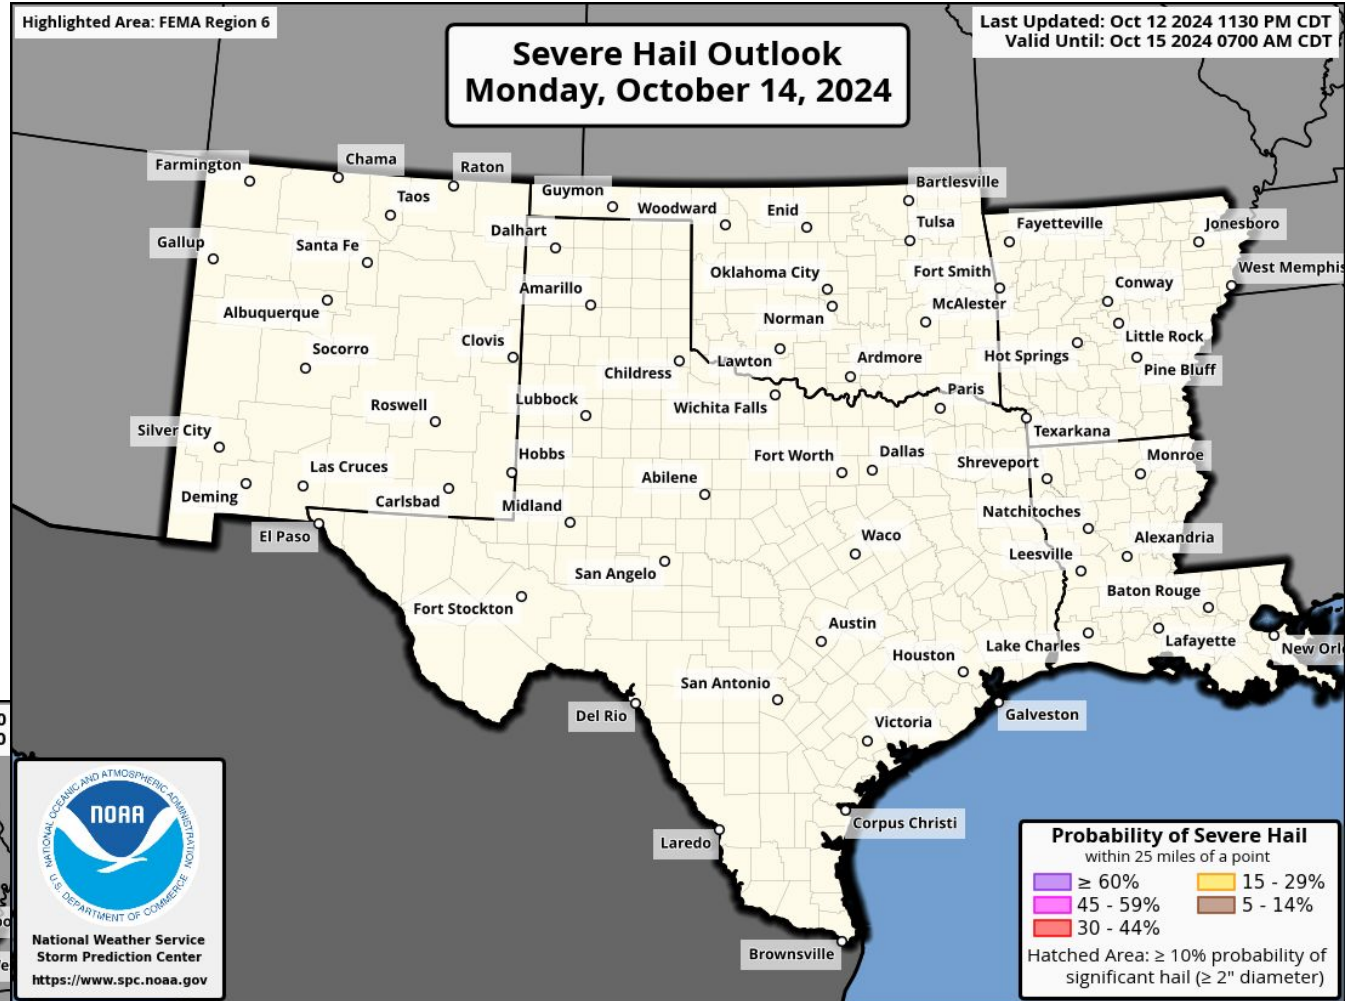 Highlighted Area: FEMA Region 6
Severe Hail Outlook
Monday, October 14, 2024
Last Updated: Oct 12 2024 1130 PM CDT
Valid Until: Oct 15 2024 0700 AM CDT
Farmington
Chama
Raton
Taos
Guymon
Woodward
Enid
Bartlesville
Tulsa
Fayetteville
Jonesboro
Gallup
Santa Fe
Dalhart
Amarillo
Oklahoma City
Fort Smith
West Memphis
Conway
Albuquerque
Norman
McAlester
Little Rock
Socorro
Clovis
Childress
Lawton
Ardmore
Hot Springs
Pine Bluff
Roswell
Lubbock
Wichita Falls
Paris
Texarkana
Silver City
Las Cruces
Hobbs
Abilene
Fort Worth
Dallas
Shreveport
Monroe
Deming
Carlsbad
Midland
Natchitoches
El Paso
Waco
Leesville
Alexandria
San Angelo
Fort Stockton
Baton Rouge
Austin
Houston
Lake Charles
Lafayette
New Orl
San Antonio
Del Rio
Victoria
Galveston
Laredo
Corpus Christi
Brownsville
NATIONAL OCEANIC AND ATMOSPHERIC ADMINISTRATION
NOAA
U.S. DEPARTMENT OF COMMERCE
National Weather Service
Storm Prediction Center
https://www.spc.noaa.gov
Probability of Severe Hail
within 25 miles of a point
≥ 60%
15 - 29%
45 - 59%
5 - 14%
30 - 44%
Hatched Area: ≥ 10% probability of
significant hail (≥ 2" diameter)